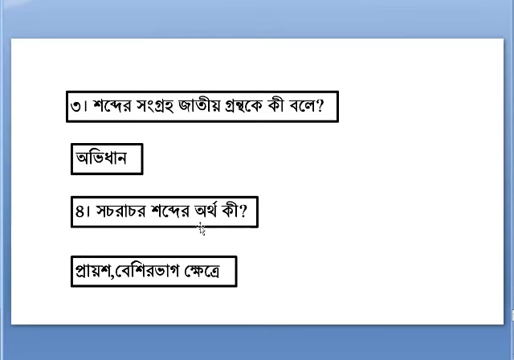 ৩। শব্দের সংগ্রহ জাতীয় গ্রন্থকে কী বলে?
অভিধান
৪। সচরাচর শব্দের অর্থ কী?
প্রায়শ,বেশিরভাগ ক্ষেত্রে